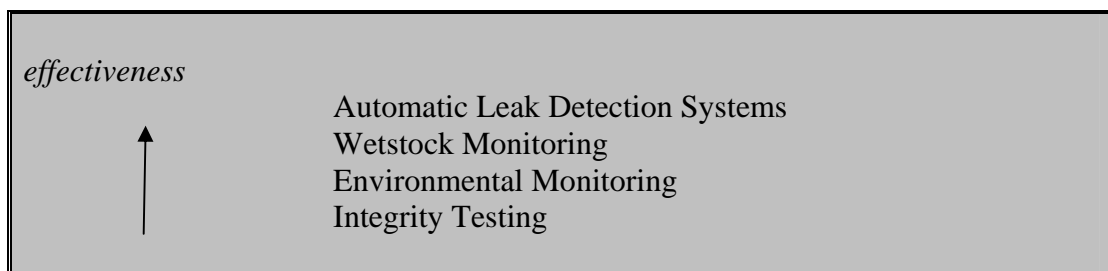 effectiveness
Automatic Leak Detection Systems
Wetstock Monitoring
Environmental Monitoring
Integrity Testing